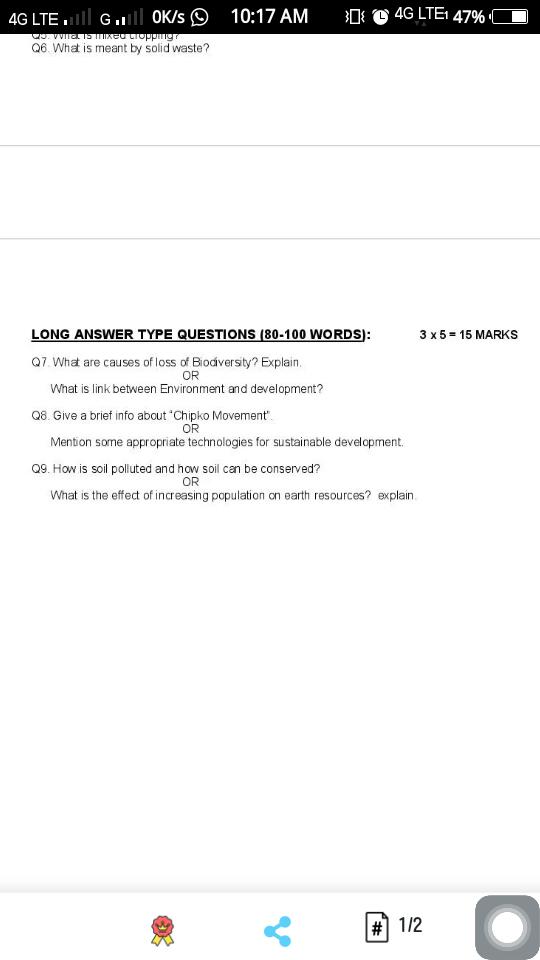 4G LTE G 0K/s 10:17 AM 4G LTE 47%
Q5. What is mixed cropping?
Q6. What is meant by solid waste?
LONG ANSWER TYPE QUESTIONS (80-100 WORDS): 3 x 5 = 15 MARKS
Q7. What are causes of loss of Biodiversity? Explain.
OR
What is link between Environment and development?
Q8. Give a brief info about “Chipko Movement”.
OR
Mention some appropriate technologies for sustainable development.
Q9. How is soil polluted and how soil can be conserved?
OR
What is the effect of increasing population on earth resources? explain.
# 1/2